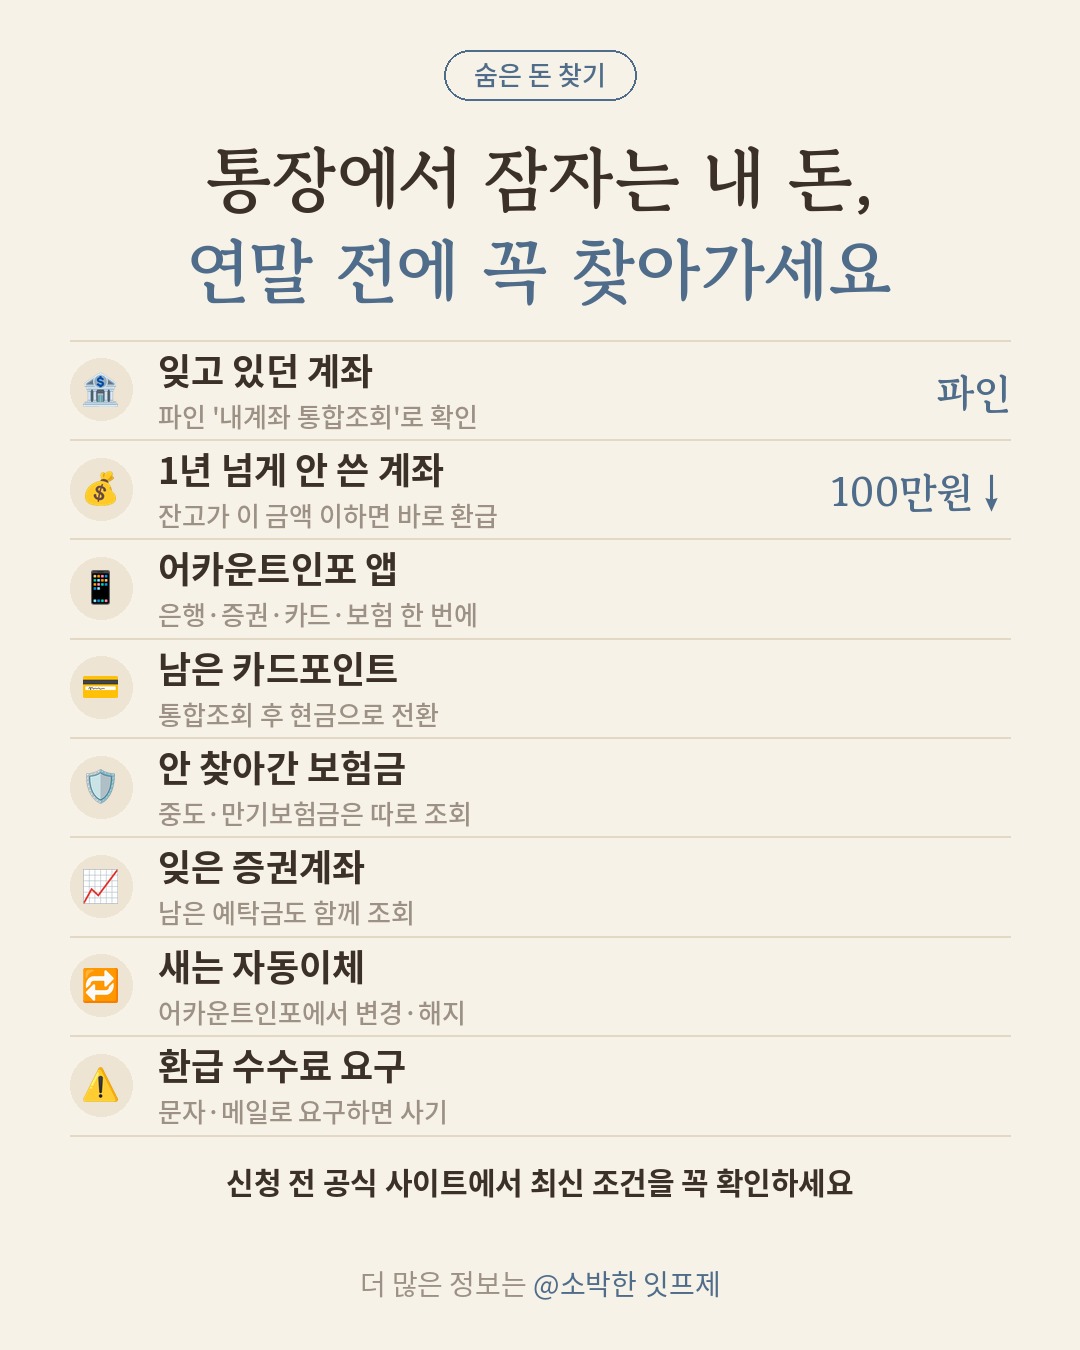 숨은 돈 찾기
통장에서 잠자는 내 돈,
연말 전에 꼭 찾아가세요
잊고 있던 계좌
파인 '내계좌 통합조회'로 확인
파인
1년 넘게 안 쓴 계좌
잔고가 이 금액 이하면 바로 환급
100만원↓
어카운트인포 앱
은행·증권·카드·보험 한 번에
남은 카드포인트
통합조회 후 현금으로 전환
안 찾아간 보험금
중도·만기보험금은 따로 조회
잊은 증권계좌
남은 예탁금도 함께 조회
새는 자동이체
어카운트인포에서 변경·해지
환급 수수료 요구
문자·메일로 요구하면 사기
신청 전 공식 사이트에서 최신 조건을 꼭 확인하세요
더 많은 정보는 @소박한 잇프제